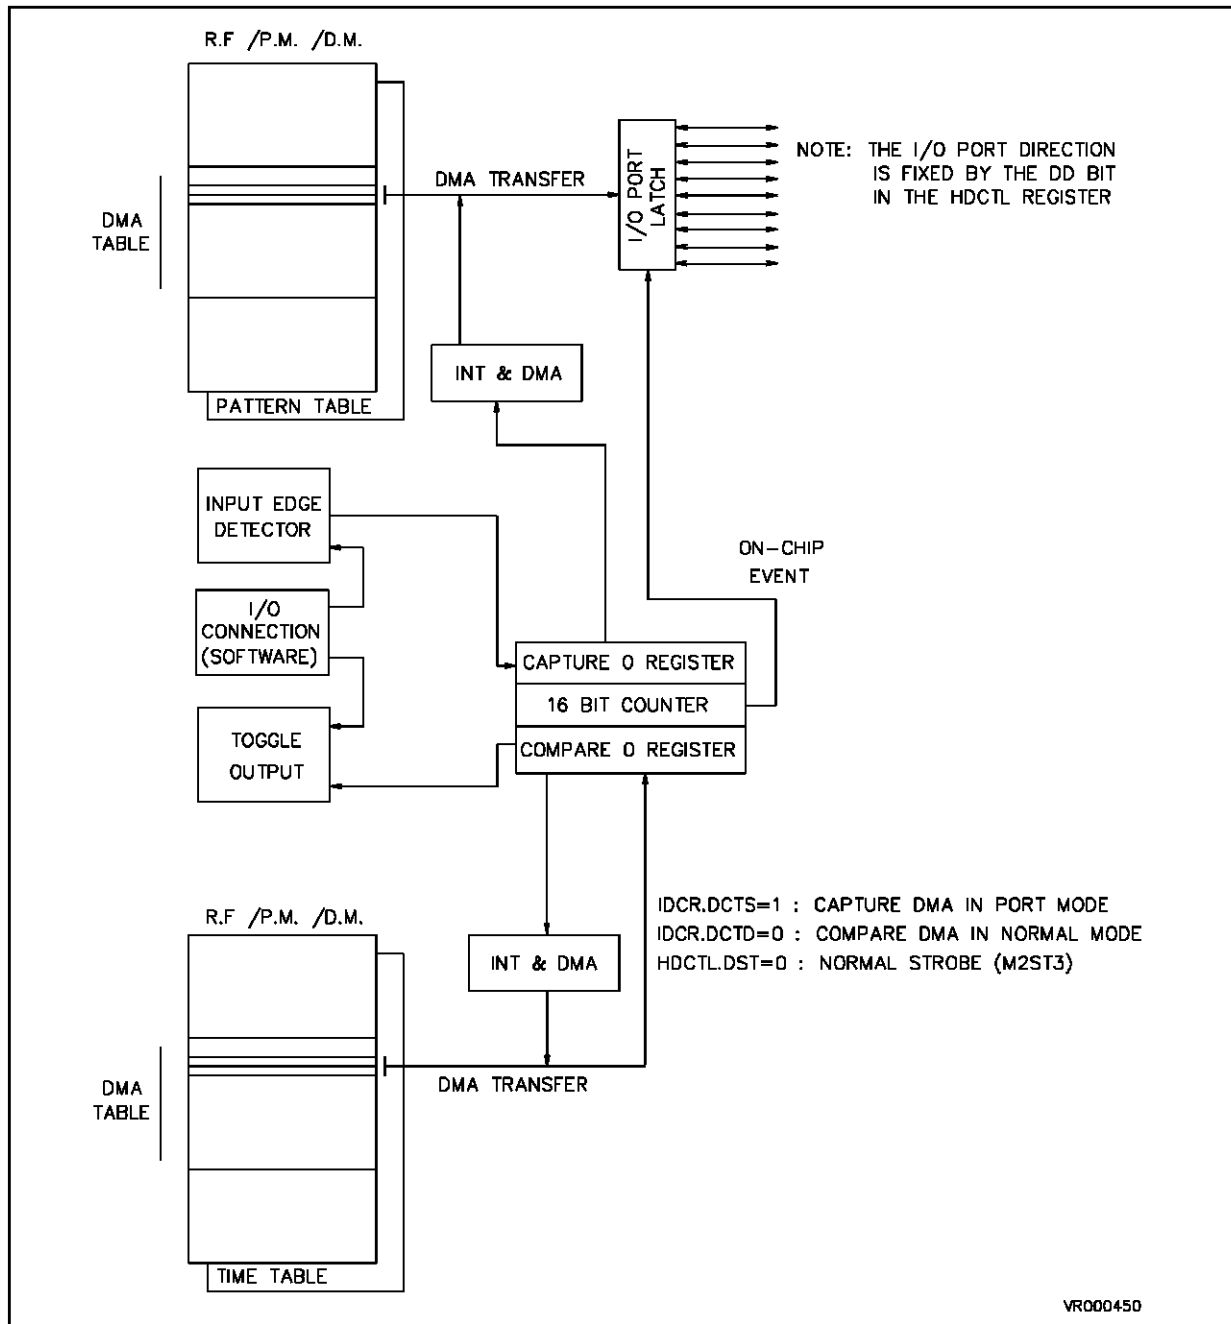 R.F /P.M. /D.M.
DMA
TABLE
DMA TRANSFER
I/O PORT
LATCH
NOTE: THE I/O PORT DIRECTION
IS FIXED BY THE DD BIT
IN THE HDCTL REGISTER
INT & DMA
PATTERN TABLE
INPUT EDGE
DETECTOR
ON-CHIP
EVENT
I/O
CONNECTION
(SOFTWARE)
CAPTURE 0 REGISTER
16 BIT COUNTER
COMPARE 0 REGISTER
TOGGLE
OUTPUT
R.F /P.M. /D.M.
IDCR.DCTS=1 : CAPTURE DMA IN PORT MODE
IDCR.DCTD=0 : COMPARE DMA IN NORMAL MODE
HDCTL.DST=0 : NORMAL STROBE (M2ST3)
INT & DMA
DMA
TABLE
DMA TRANSFER
TIME TABLE
VR000450